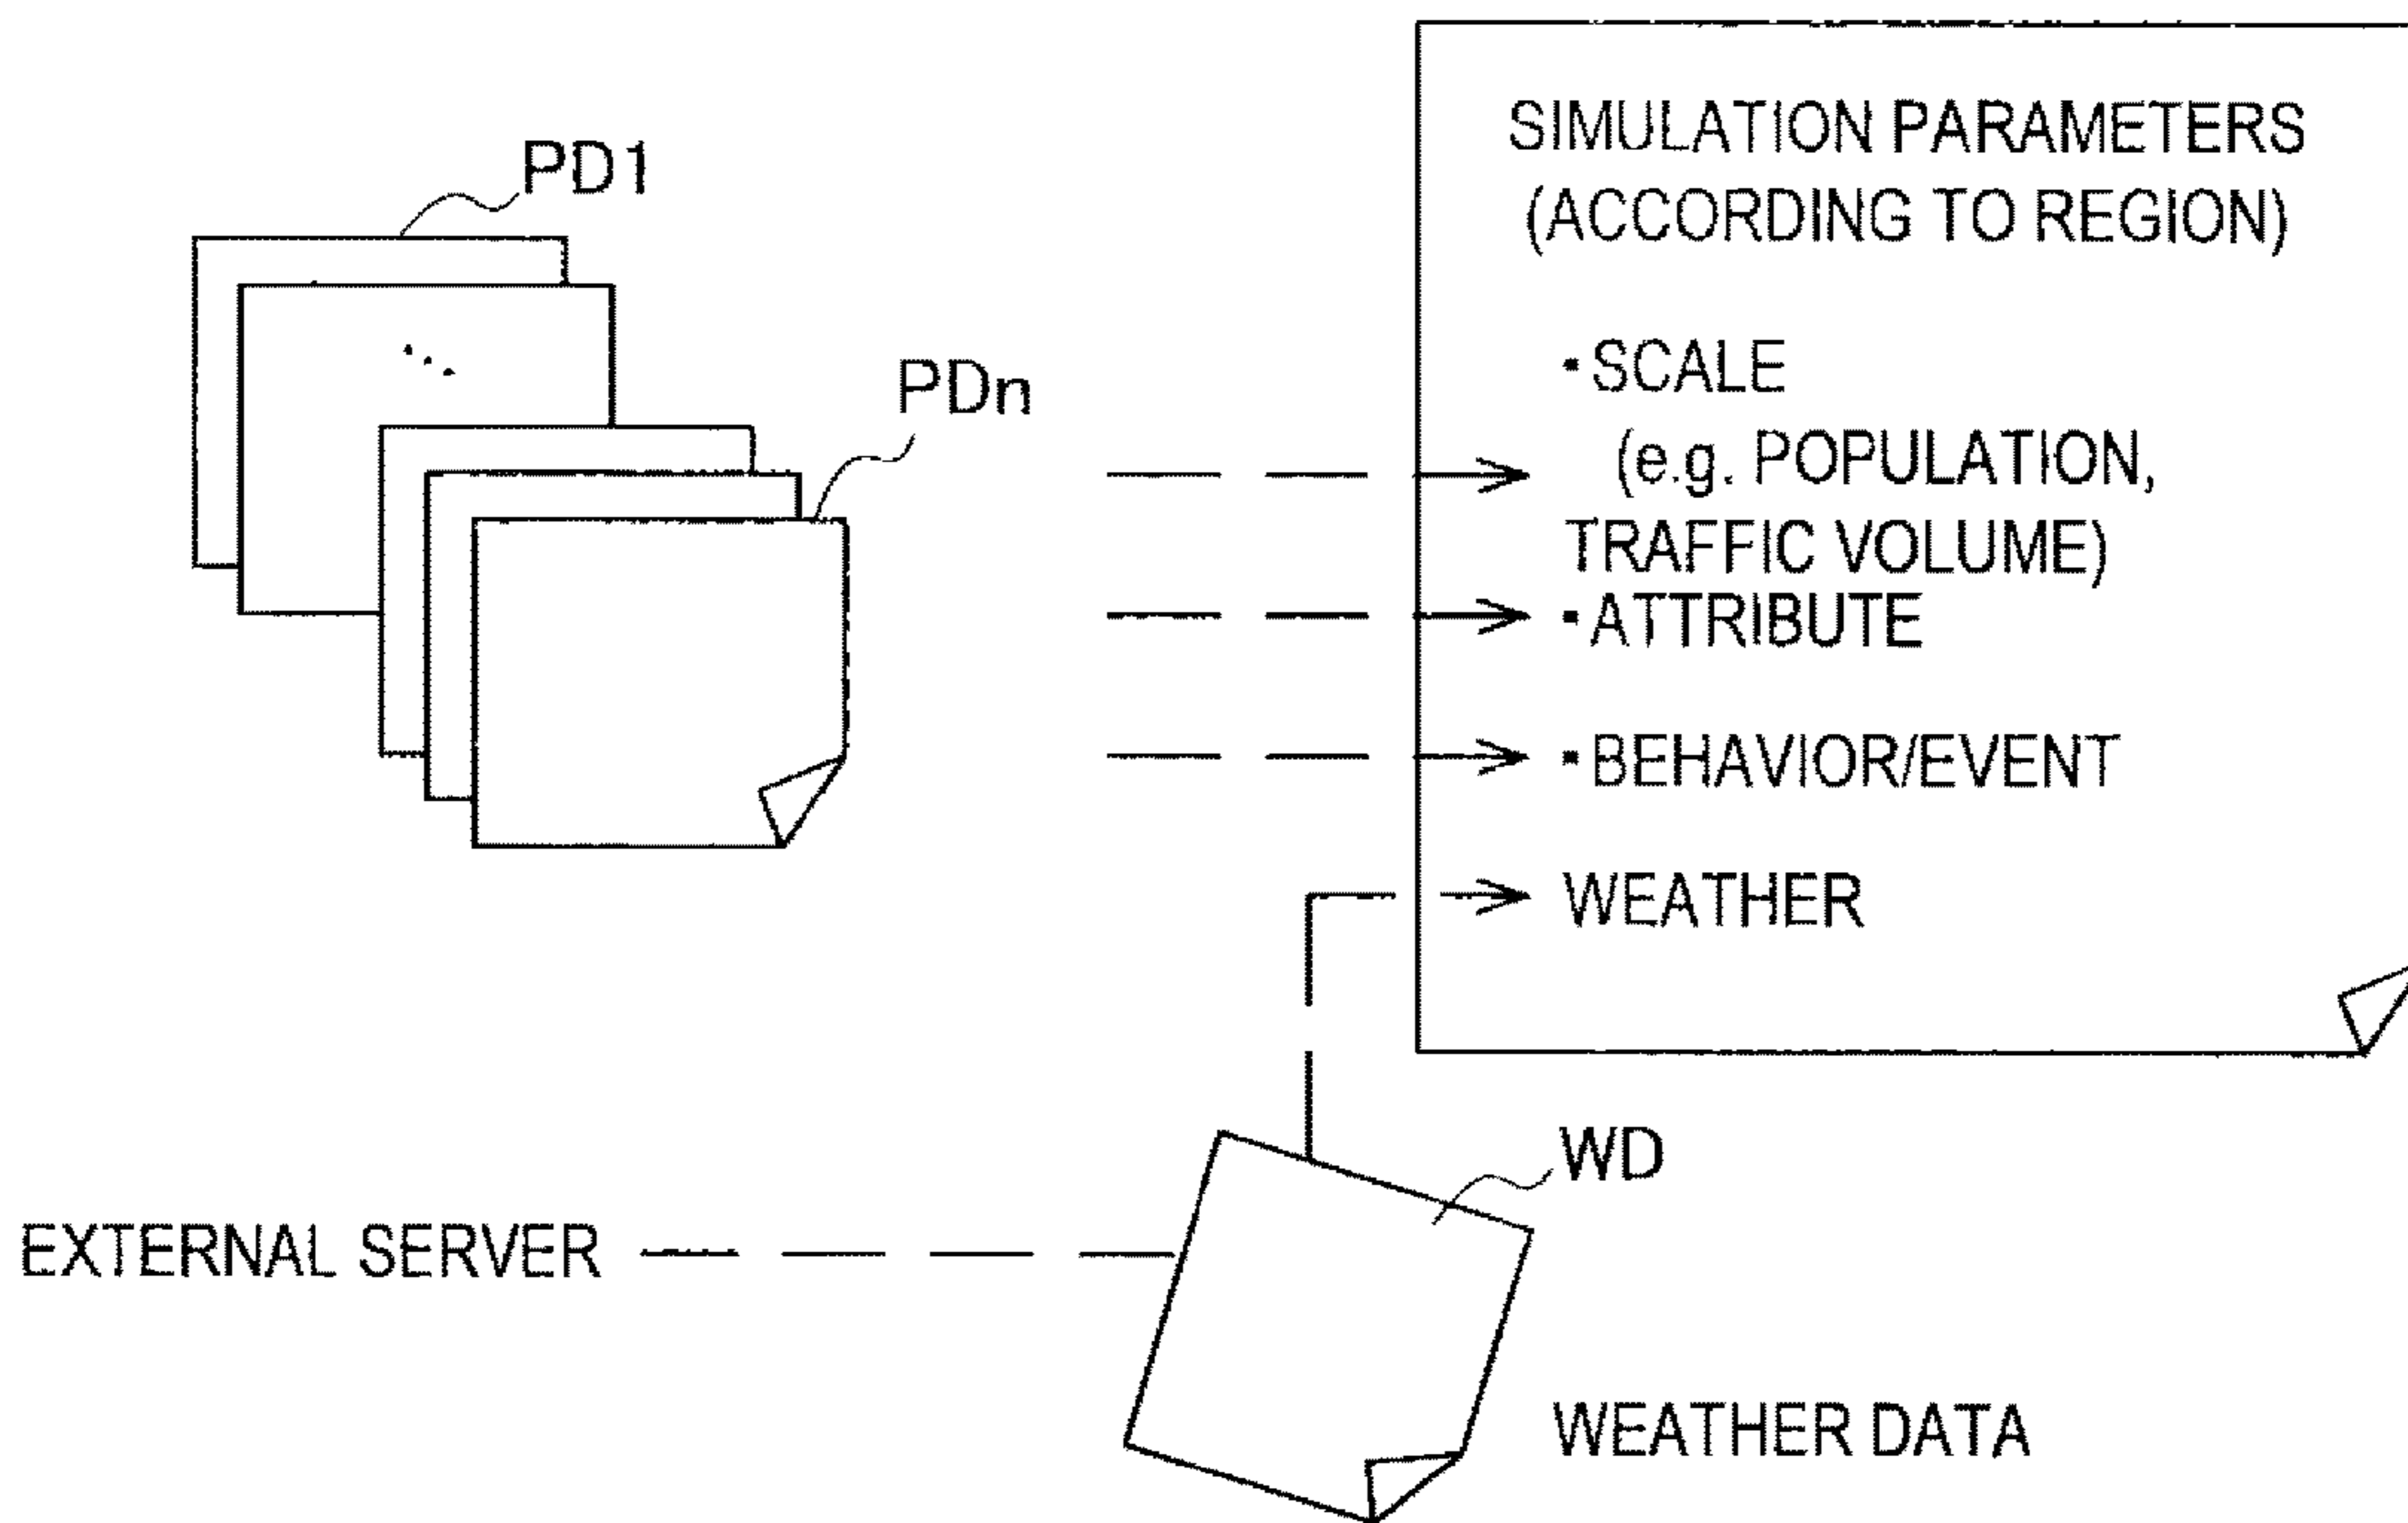 PD1
PDn
SIMULATION PARAMETERS
(ACCORDING TO REGION)
・SCALE
(e.g. POPULATION,
TRAFFIC VOLUME)
・ATTRIBUTE
・BEHAVIOR/EVENT
WEATHER
WD
EXTERNAL SERVER
WEATHER DATA